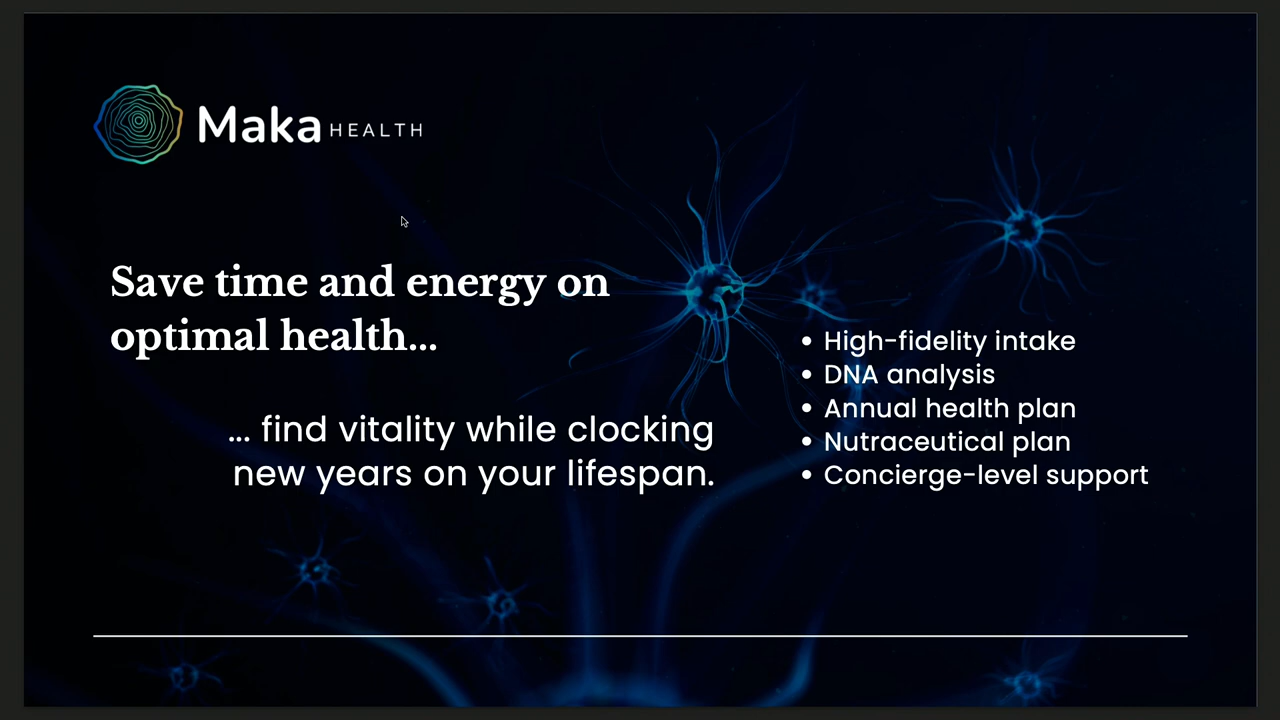 Maka HEALTH
Save time and energy on
optimal health...
... find vitality while clocking
new years on your lifespan.
• High-fidelity intake
• DNA analysis
• Annual health plan
• Nutraceutical plan
• Concierge-level support